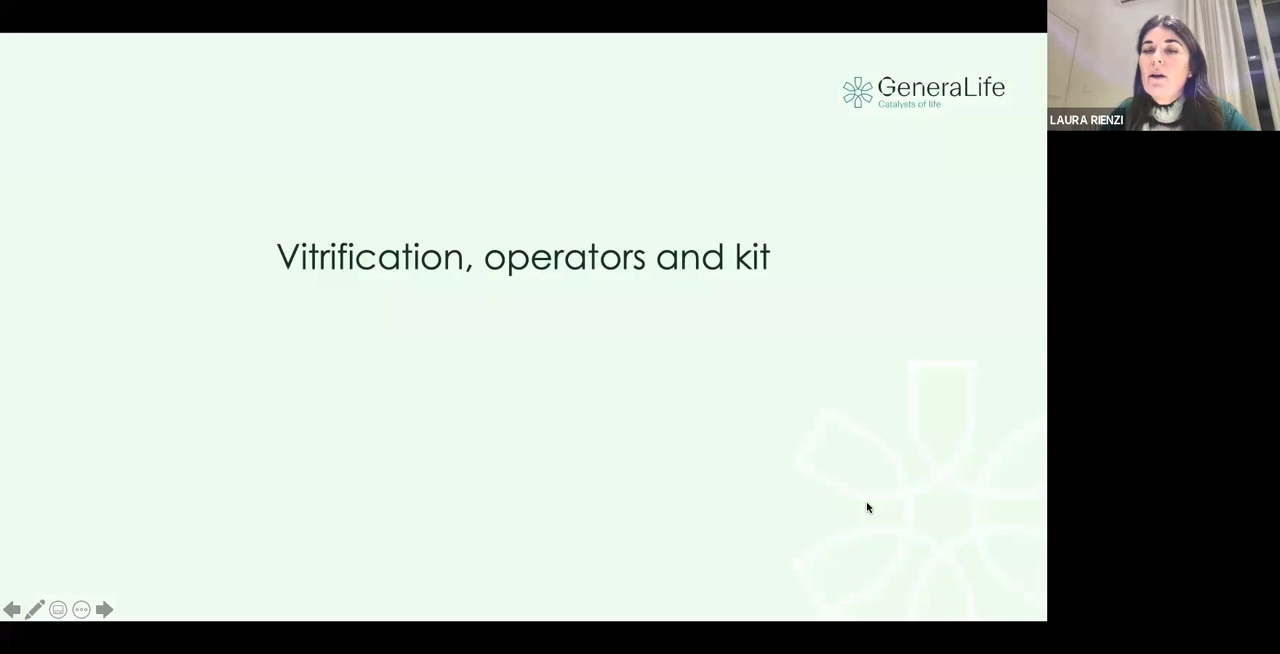 GeneraLife
Catalysts of life
LAURA RIENZI
Vitrification, operators and kit